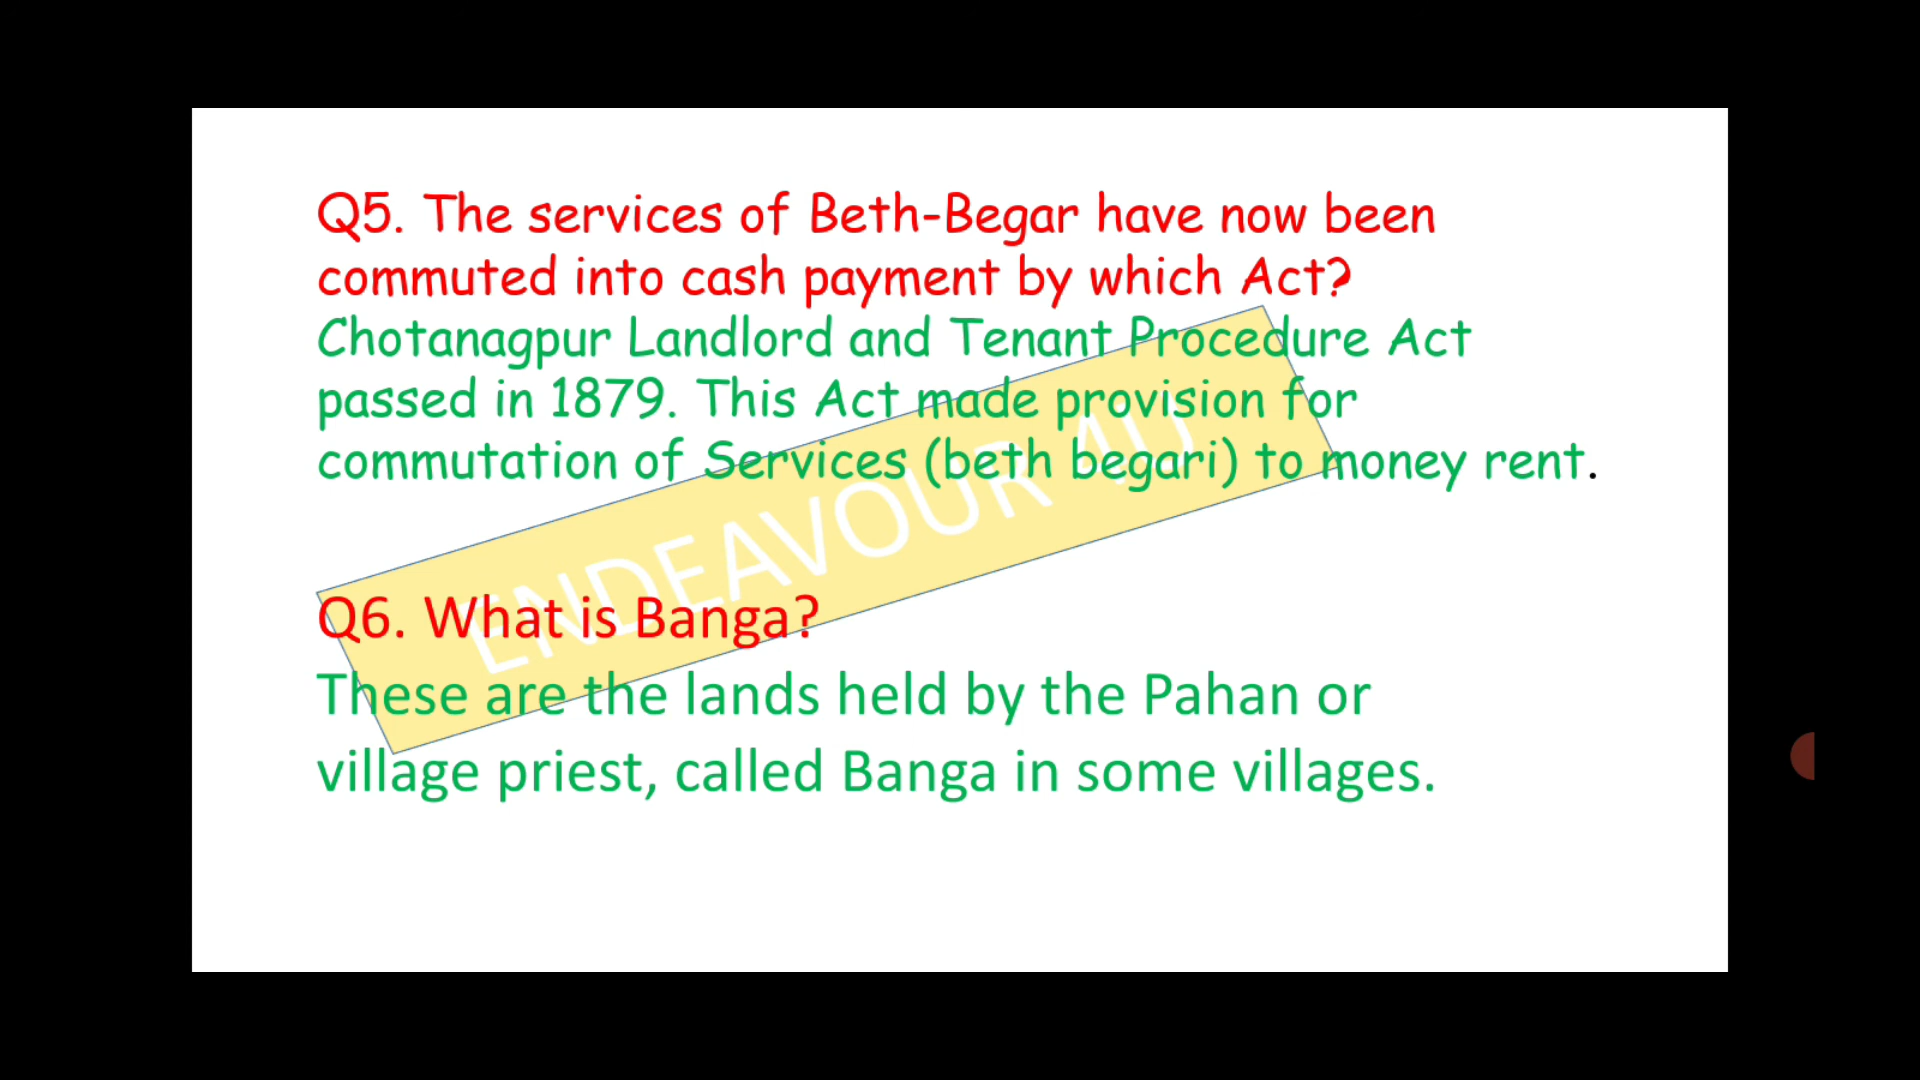 Q5. The services of Beth-Begar have now been
commuted into cash payment by which Act?
Chotanagpur Landlord and Tenant Procedure Act
passed in 1879. This Act made provision for
commutation of Services (beth begari) to money rent.
ENDEAVOUR
Q6. What is Banga?
These are the lands held by the Pahan or
village priest, called Banga in some villages.